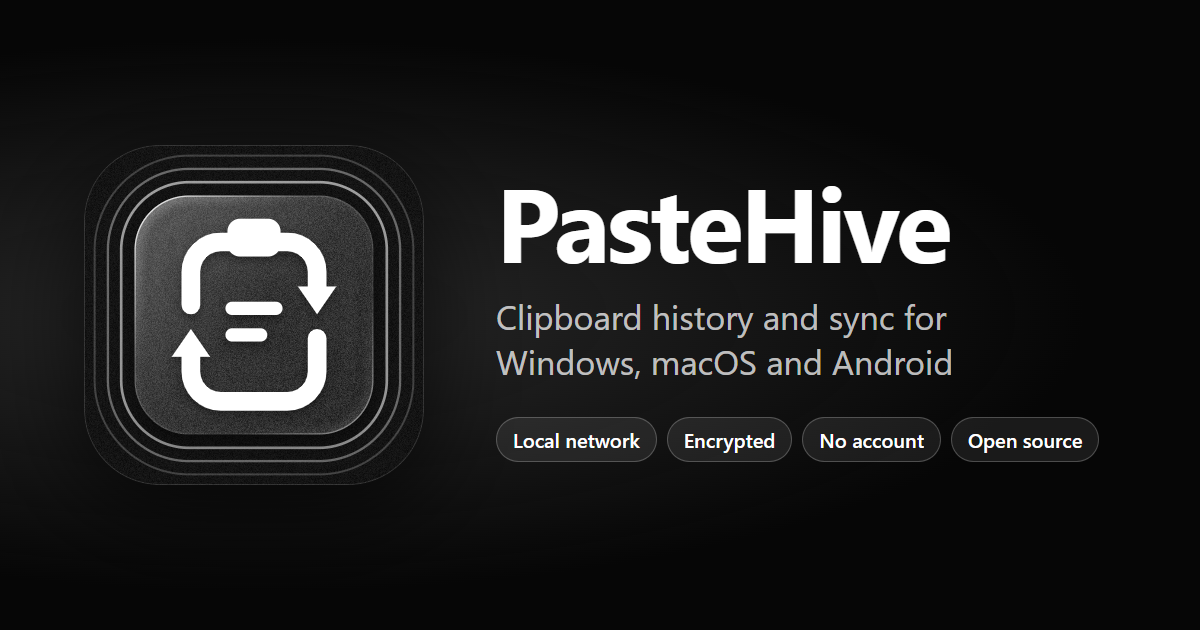 PasteHive
Clipboard history and sync for
Windows, macOS and Android
Local network Encrypted No account Open source